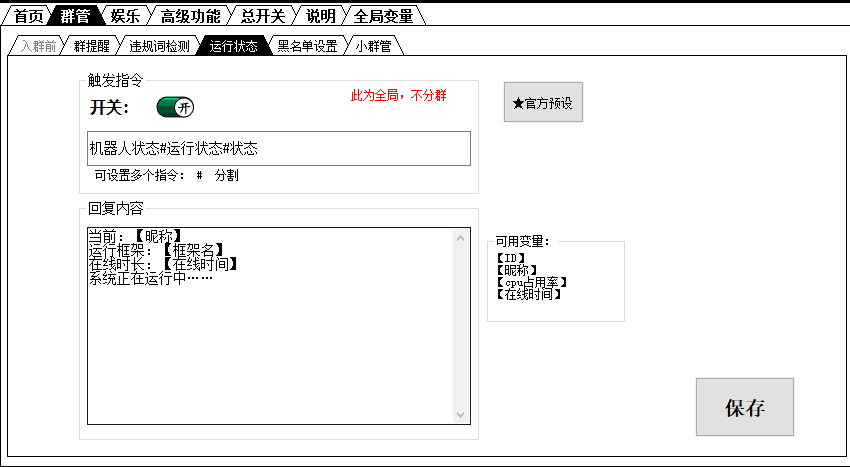 首页 群管 娱乐 高级功能 总开关 说明 全局变量
入群前 群提醒 违规词检测 运行状态 黑名单设置 小群管
触发指令
开关： 开
此为全局，不分群
★官方预设
机器人状态#运行状态#状态
可设置多个指令： # 分割
回复内容
当前：【昵称】
运行框架：【框架名】
在线时长：【在线时间】
系统正在运行中……
可用变量：
【ID】
【昵称】
【cpu占用率】
【在线时间】
保存